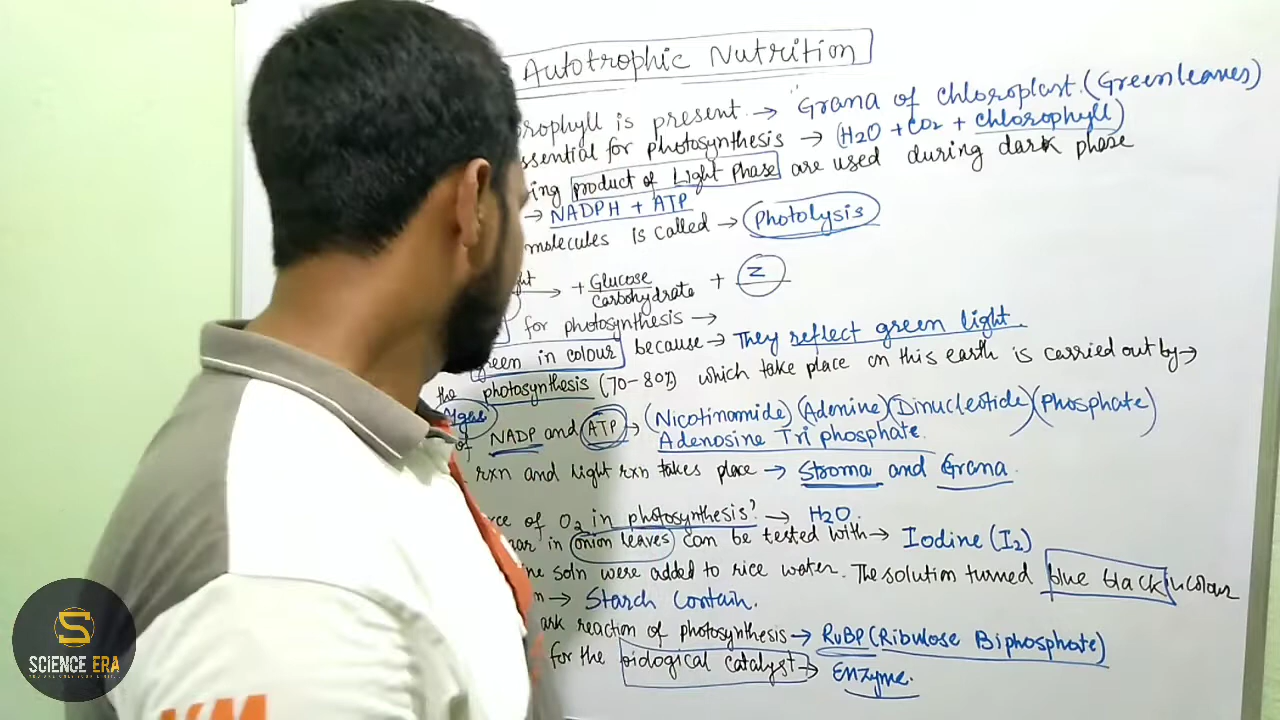 Autotrophic Nutrition
rophyll is present → Grana of chloroplast. (Green leaves)
ssential for photosynthesis → (H2O + CO2 + chlorophyll)
ing product of Light Phase are used during dark phase
→ NADPH + ATP
molecules is called → Photolysis
ght → + Glucose + Z
carbohydrate
for photosynthesis →
green in colour because → They reflect green light.
the photosynthesis (70-80%) which take place on this earth is carried out by →
Algae
of NADP and ATP → (Nicotinamide) (Adenine) (Dinucleotide) (Phosphate)
Adenosine Tri phosphate.
rxn and light rxn takes place → Stroma and Grana.
rce of O2 in photosynthesis? → H2O.
in onion leaves can be tested with → Iodine (I2)
ne soln were added to rice water. The solution turned blue black in colour
n → Starch Contain.
ark reaction of photosynthesis → RuBP (Ribulose Biphosphate)
for the biological catalyst → Enzyme.
S
SCIENCE ERA